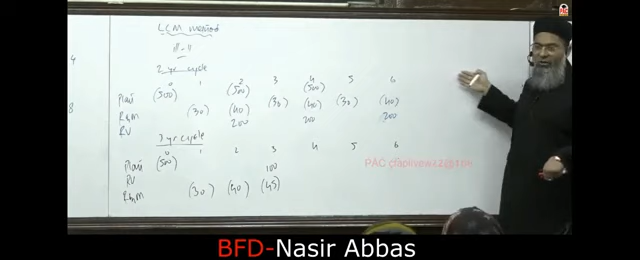 LCM method
2 yr cycle
0 1 2 3 4 5 6
Plant (500) (500) (500)
R&M (30) (40) (30) (40) (30) (40)
RV 200 200 200
3 yr cycle
0 1 2 3 4 5 6
Plant (500)
RV 100
R&M (30) (40) (45)
PAC
BFD-Nasir Abbas